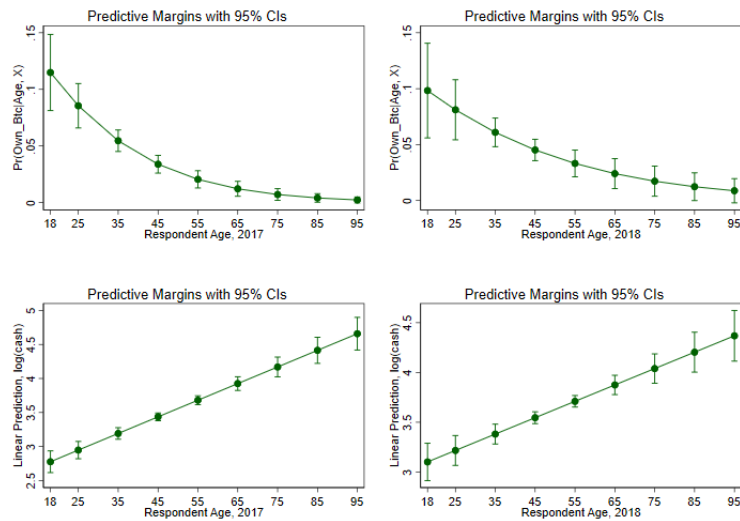 Predictive Margins with 95% CIs
Pr(Own_Btc|Age, X)
.15
.1
.05
0
18 25 35 45 55 65 75 85 95
Respondent Age, 2017
Predictive Margins with 95% CIs
Pr(Own_Btc|Age, X)
.15
.1
.05
0
18 25 35 45 55 65 75 85 95
Respondent Age, 2018
Predictive Margins with 95% CIs
Linear Prediction, log(cash)
5
4.5
4
3.5
3
2.5
18 25 35 45 55 65 75 85 95
Respondent Age, 2017
Predictive Margins with 95% CIs
Linear Prediction, log(cash)
4.5
4
3.5
3
18 25 35 45 55 65 75 85 95
Respondent Age, 2018